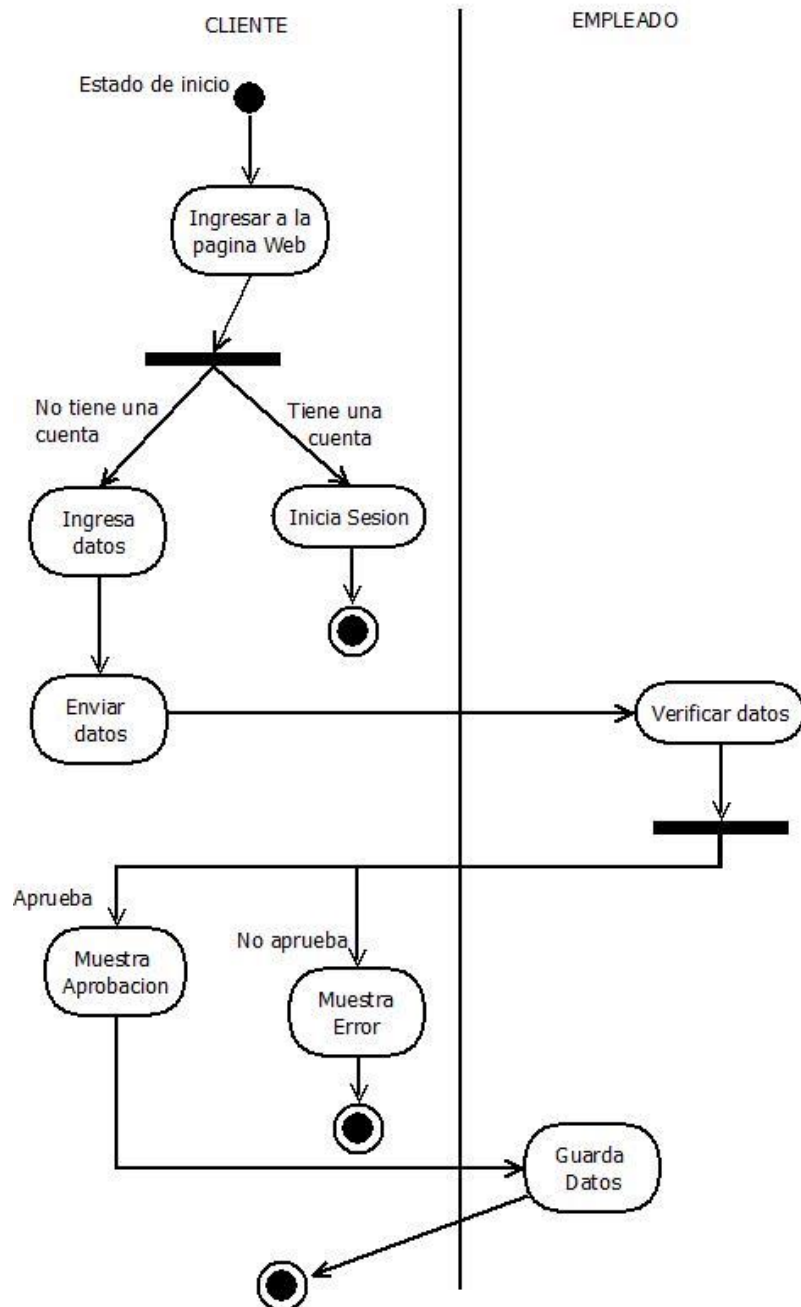 CLIENTE
EMPLEADO
Estado de inicio
Ingresar a la
pagina Web
No tiene una
cuenta
Tiene una
cuenta
Ingresa
datos
Inicia Sesion
Enviar
datos
Verificar datos
Aprueba
No aprueba
Muestra
Aprobacion
Muestra
Error
Guarda
Datos